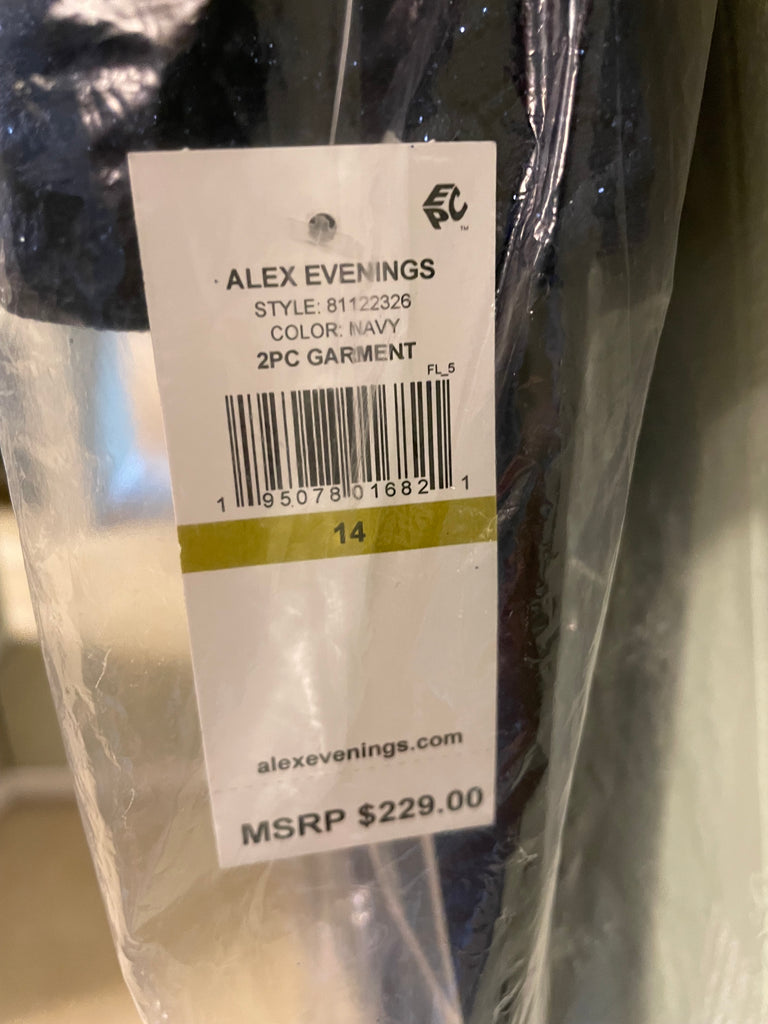 EPC™
ALEX EVENINGS
STYLE: 81122326
COLOR: NAVY
2PC GARMENT
FL_5
1 95078 01682 1
14
alexevenings.com
MSRP $229.00